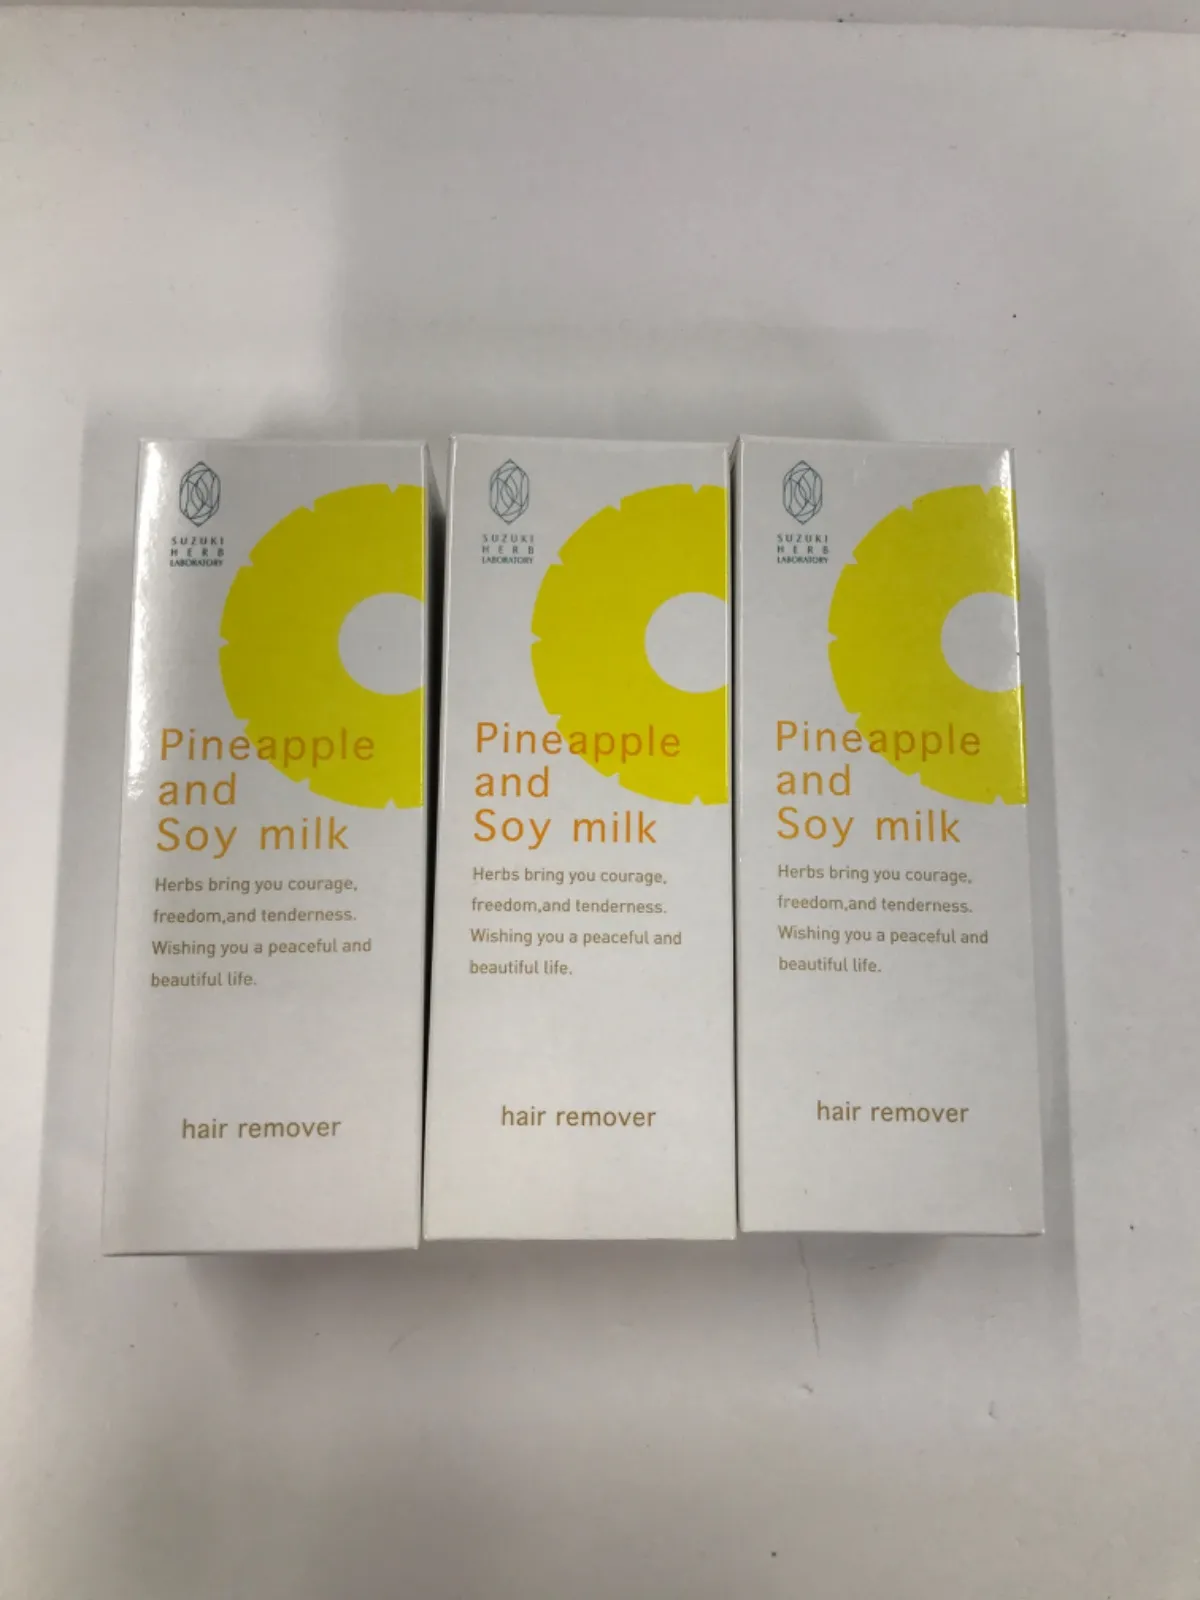 SUZUKI
HERB
LABORATORY
Pineapple
and
Soy milk
Herbs bring you courage,
freedom,and tenderness.
Wishing you a peaceful and
beautiful life.
hair remover
SUZUKI
HERB
LABORATORY
Pineapple
and
Soy milk
Herbs bring you courage,
freedom,and tenderness.
Wishing you a peaceful and
beautiful life.
hair remover
SUZUKI
HERB
LABORATORY
Pineapple
and
Soy milk
Herbs bring you courage,
freedom,and tenderness.
Wishing you a peaceful and
beautiful life.
hair remover